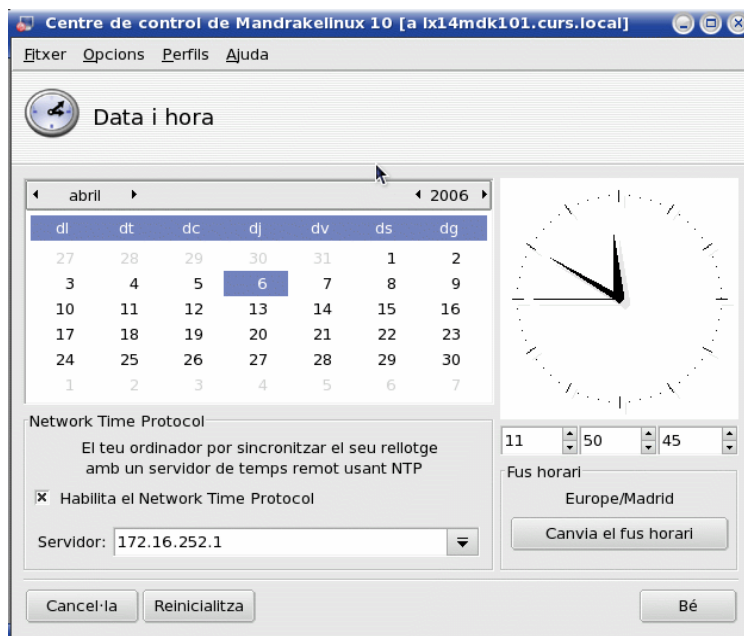 Centre de control de Mandrakelinux 10 [a lx14mdk101.curs.local]
Fitxer Opcions Perfils Ajuda
Data i hora
abril 2006
dl dt dc dj dv ds dg
27 28 29 30 31 1 2
3 4 5 6 7 8 9
10 11 12 13 14 15 16
17 18 19 20 21 22 23
24 25 26 27 28 29 30
1 2 3 4 5 6 7
Network Time Protocol
El teu ordinador por sincronitzar el seu rellotge
amb un servidor de temps remot usant NTP
Habilita el Network Time Protocol
Servidor: 172.16.252.1
11 50 45
Fus horari
Europe/Madrid
Canvia el fus horari
Cancel·la Reinicialitza Bé